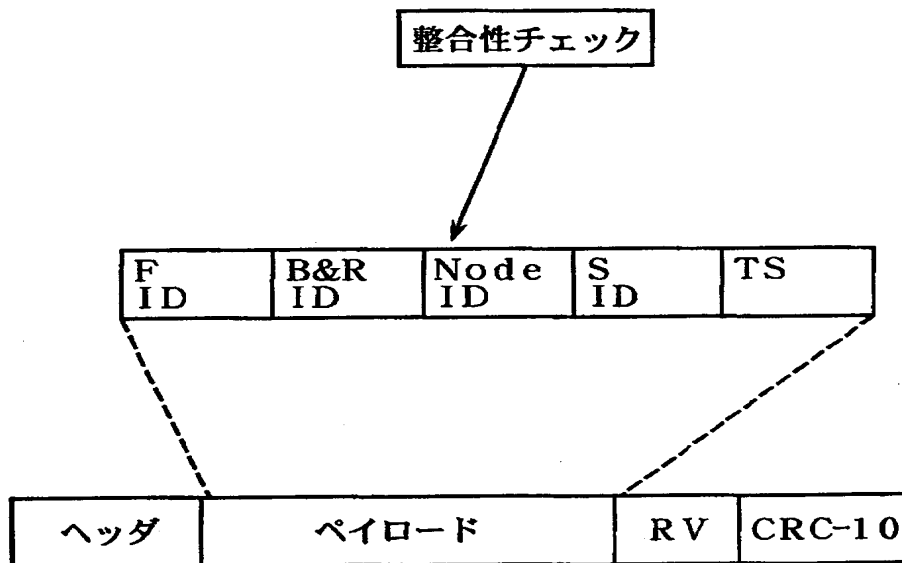 整合性チェック
F ID
B&R ID
Node ID
S ID
TS
ヘッダ
ペイロード
RV
CRC-10